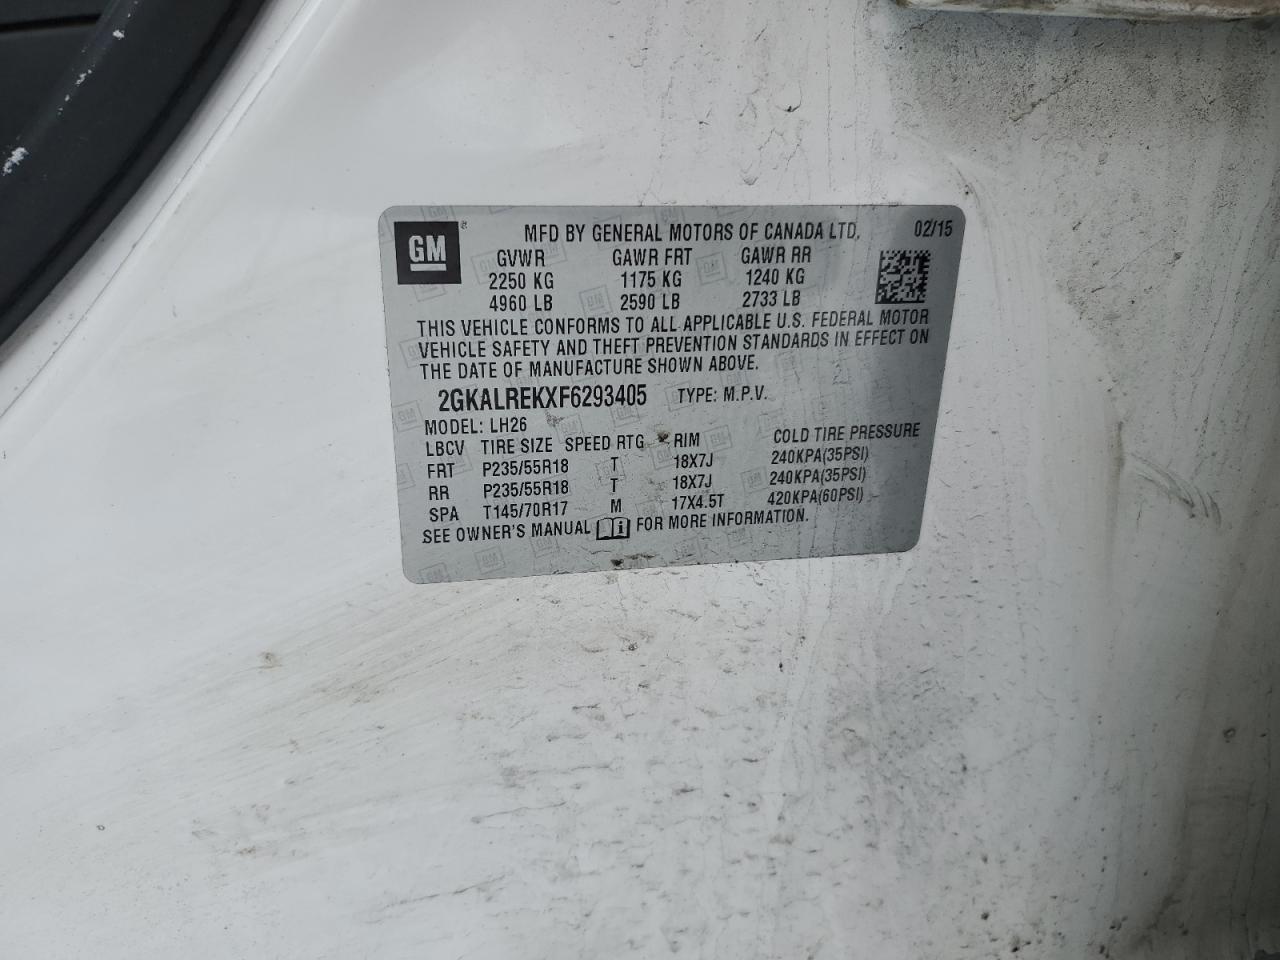 GM ® MFD BY GENERAL MOTORS OF CANADA LTD. 02/15
GVWR GAWR FRT GAWR RR
2250 KG 1175 KG 1240 KG
4960 LB 2590 LB 2733 LB
THIS VEHICLE CONFORMS TO ALL APPLICABLE U.S. FEDERAL MOTOR
VEHICLE SAFETY AND THEFT PREVENTION STANDARDS IN EFFECT ON
THE DATE OF MANUFACTURE SHOWN ABOVE.
2GKALREKXF6293405 TYPE: M.P.V.
MODEL: LH26
LBCV TIRE SIZE SPEED RTG RIM COLD TIRE PRESSURE
FRT P235/55R18 T 18X7J 240KPA(35PSI)
RR P235/55R18 T 18X7J 240KPA(35PSI)
SPA T145/70R17 M 17X4.5T 420KPA(60PSI)
SEE OWNER'S MANUAL i FOR MORE INFORMATION.